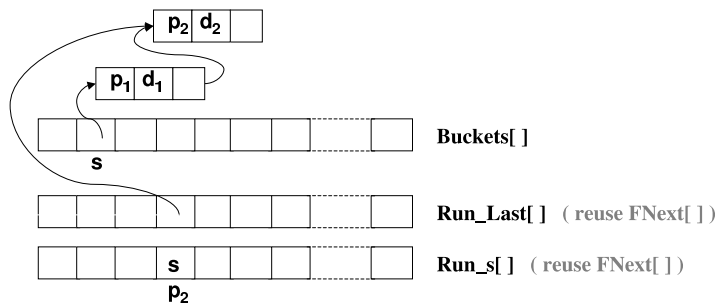 p2 d2
p1 d1
Buckets[ ]
s
Run_Last[ ] ( reuse FNext[ ] )
s Run_s[ ] ( reuse FNext[ ] )
p2